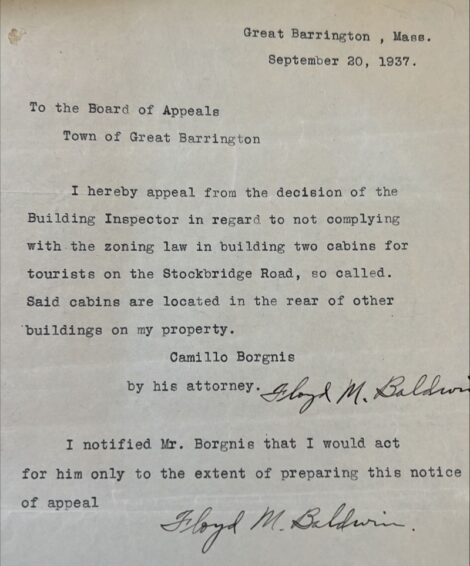 Great Barrington , Mass.
September 20, 1937.
To the Board of Appeals
Town of Great Barrington
I hereby appeal from the decision of the
Building Inspector in regard to not complying
with the zoning law in building two cabins for
tourists on the Stockbridge Road, so called.
Said cabins are located in the rear of other
buildings on my property.
Camillo Borgnis
by his attorney. Floyd M. Baldwin
I notified Mr. Borgnis that I would act
for him only to the extent of preparing this notice
of appeal
Floyd M. Baldwin.